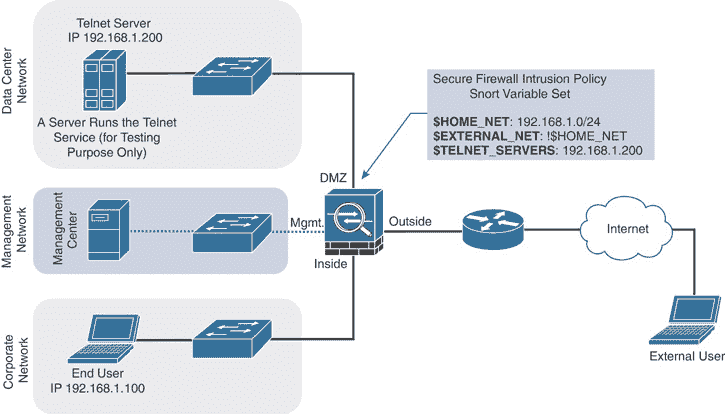 Data Center
Network
Telnet Server
IP 192.168.1.200
A Server Runs the Telnet
Service (for Testing
Purpose Only)
Secure Firewall Intrusion Policy
Snort Variable Set
$HOME_NET: 192.168.1.0/24
$EXTERNAL_NET: !$HOME_NET
$TELNET_SERVERS: 192.168.1.200
DMZ
Management
Network
Management
Center
Mgmt.
Outside
Inside
Internet
Corporate
Network
End User
IP 192.168.1.100
External User